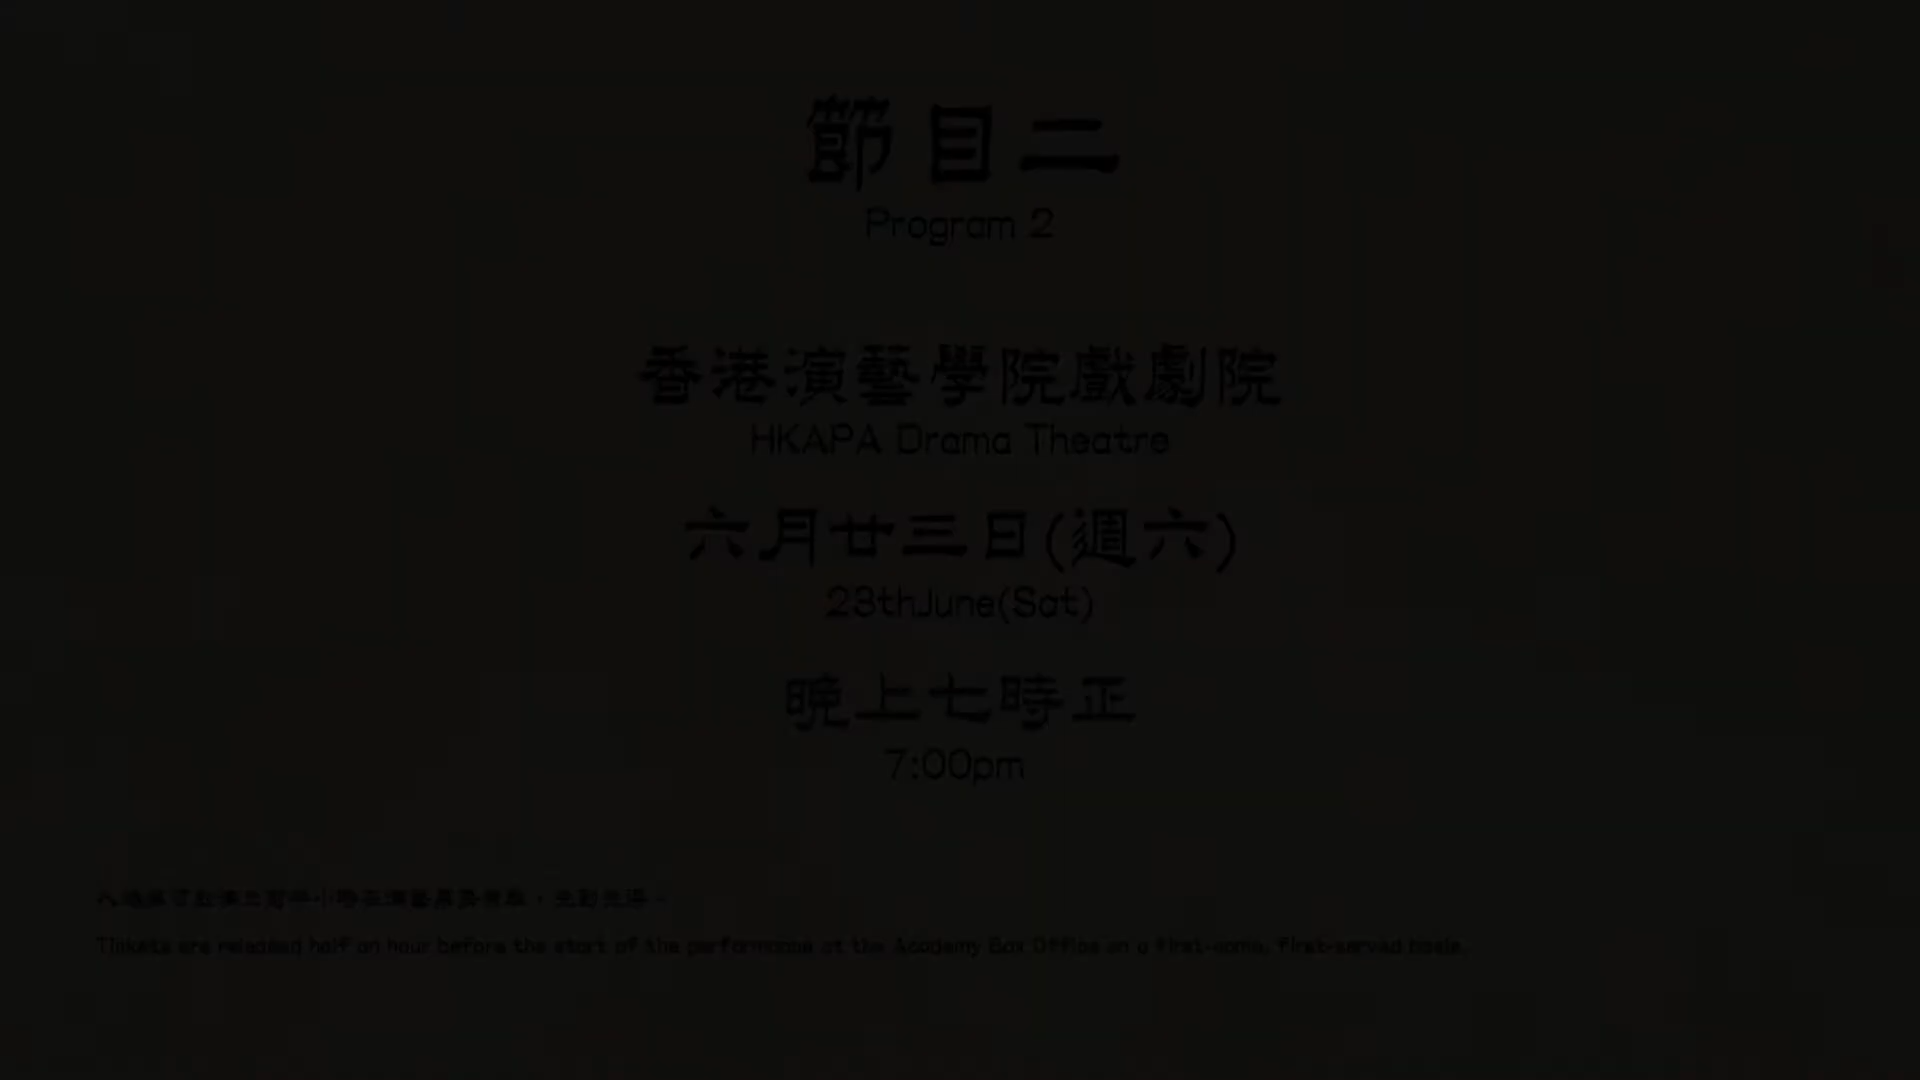 節目二
Program 2
香港演藝學院戲劇院
HKAPA Drama Theatre
六月廿三日(週六)
23thJune(Sat)
晚上七時正
7:00pm
Tickets are released half an hour before the start of the performance at the Academy Box Office on a first-come, first-served basis.